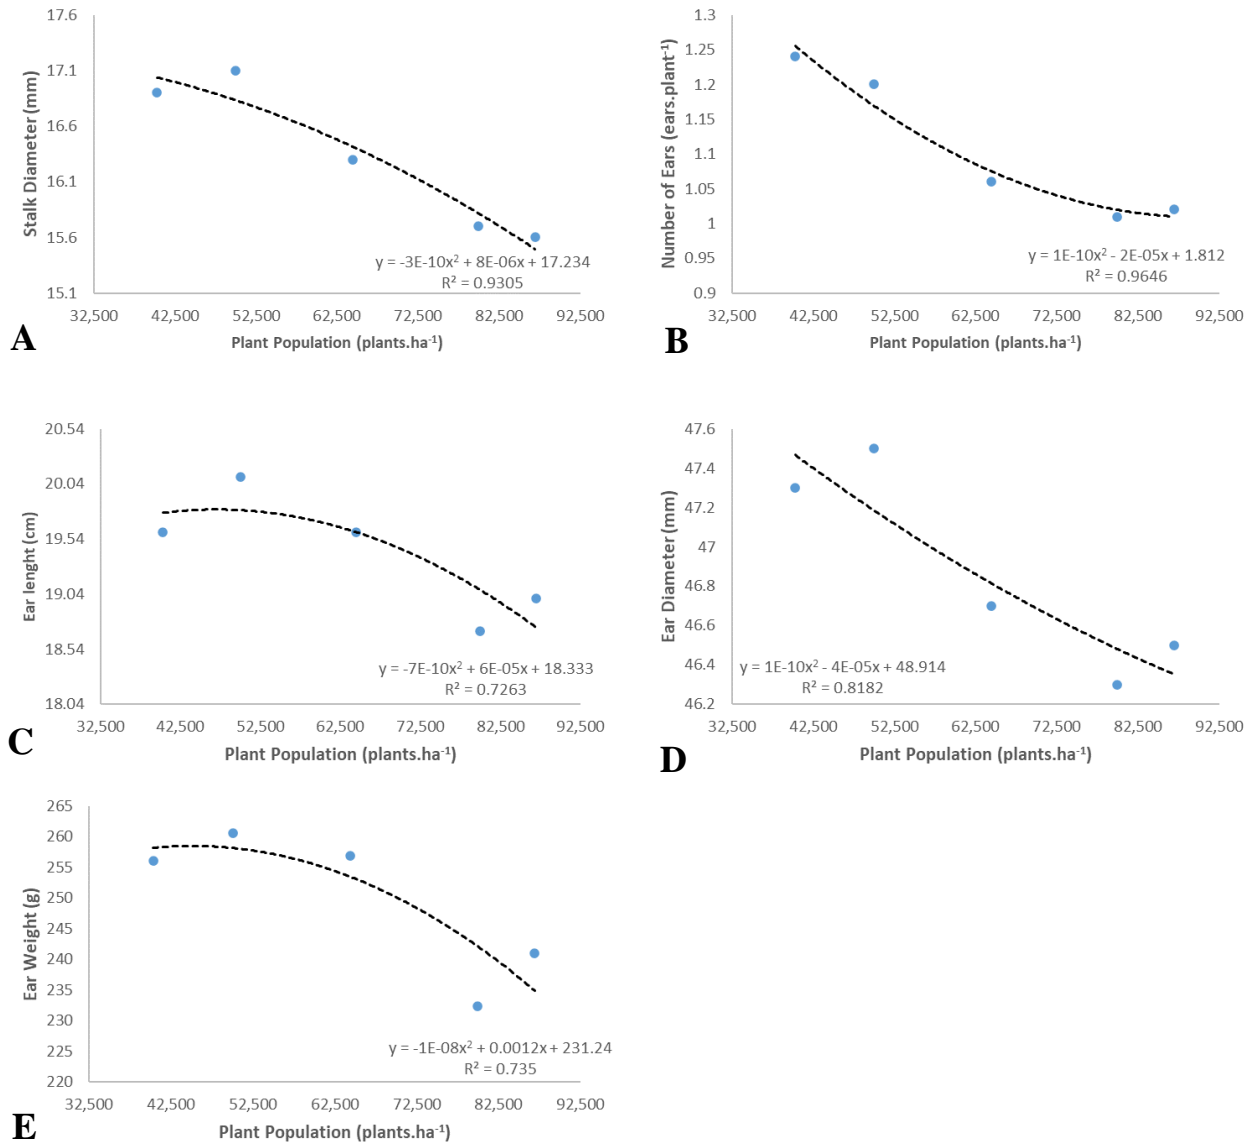 17.6
17.1
16.6
16.1
15.6
15.1
Stalk Diameter (mm)
y = -3E-10x² + 8E-06x + 17.234
R² = 0.9305
32,500 42,500 52,500 62,500 72,500 82,500 92,500
Plant Population (plants.ha⁻¹)
A
1.3
1.25
1.2
1.15
1.1
1.05
1
0.95
0.9
Number of Ears (ears.plant⁻¹)
y = 1E-10x² - 2E-05x + 1.812
R² = 0.9646
32,500 42,500 52,500 62,500 72,500 82,500 92,500
Plant Population (plants.ha⁻¹)
B
20.54
20.04
19.54
19.04
18.54
18.04
Ear lenght (cm)
y = -7E-10x² + 6E-05x + 18.333
R² = 0.7263
32,500 42,500 52,500 62,500 72,500 82,500 92,500
Plant Population (plants.ha⁻¹)
C
47.6
47.4
47.2
47
46.8
46.6
46.4
46.2
Ear Diameter (mm)
y = 1E-10x² - 4E-05x + 48.914
R² = 0.8182
32,500 42,500 52,500 62,500 72,500 82,500 92,500
Plant Population (plants.ha⁻¹)
D
265
260
255
250
245
240
235
230
225
220
Ear Weight (g)
y = -1E-08x² + 0.0012x + 231.24
R² = 0.735
32,500 42,500 52,500 62,500 72,500 82,500 92,500
Plant Population (plants.ha⁻¹)
E